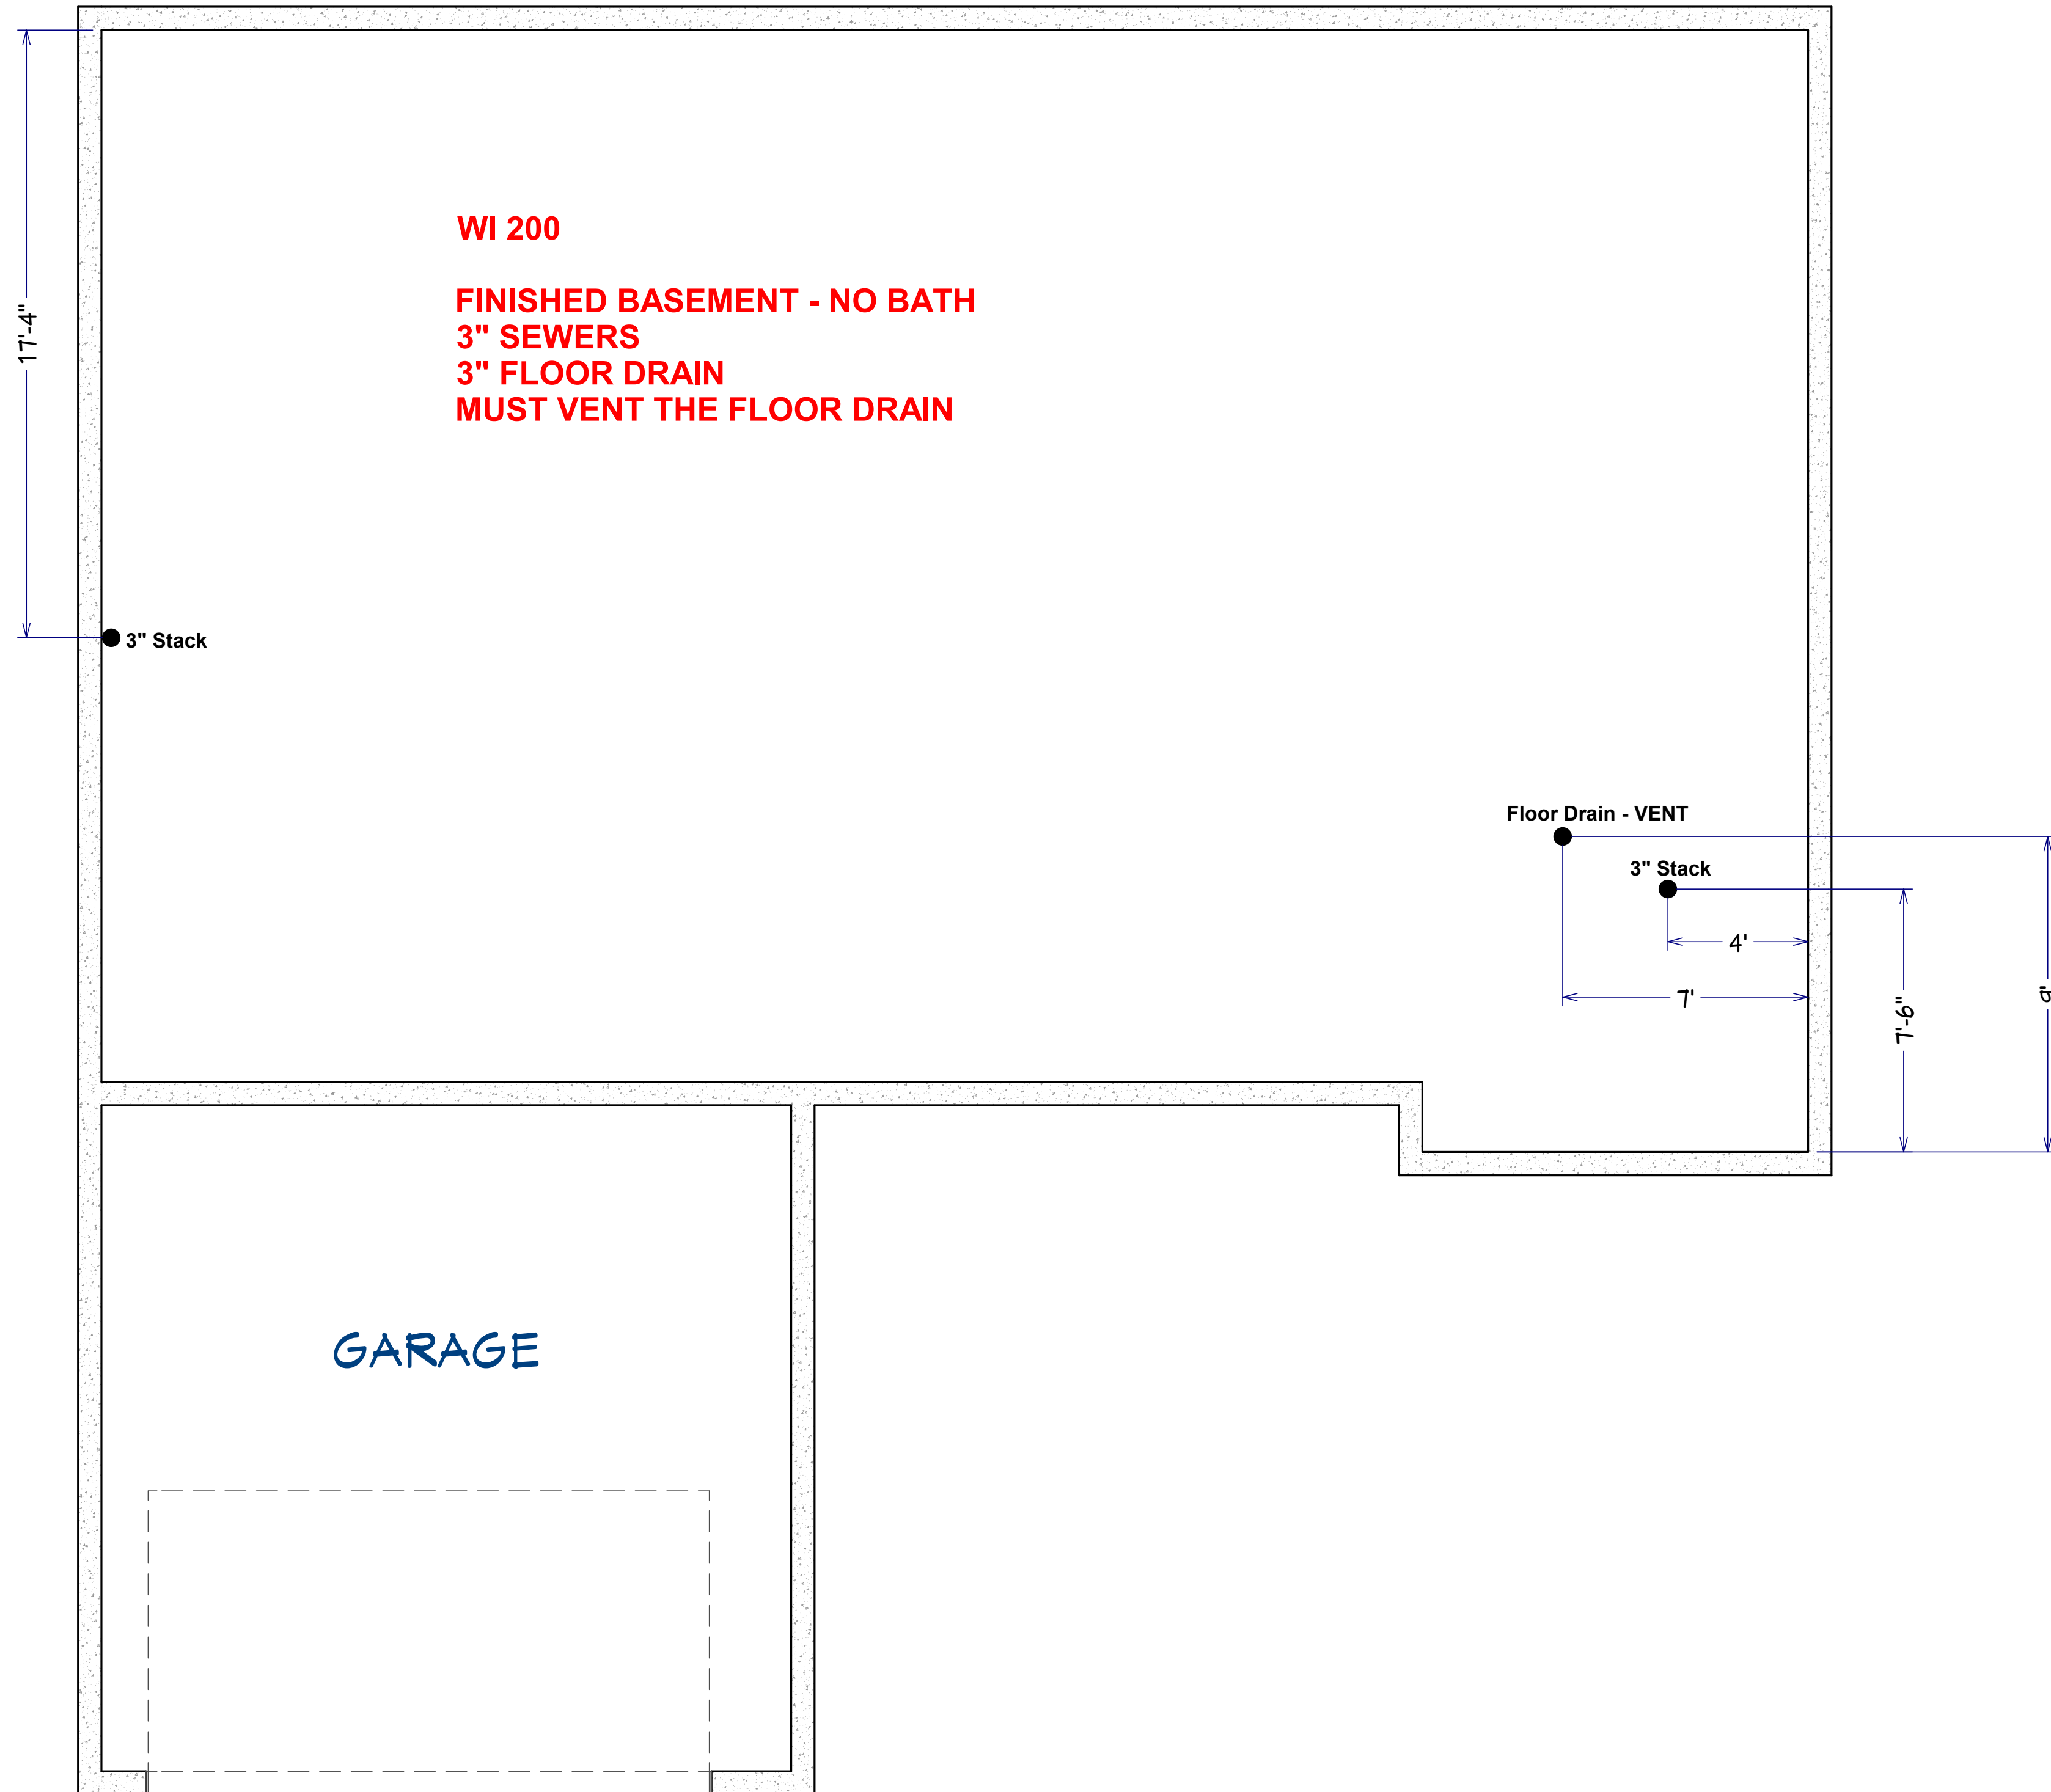 WI 200
FINISHED BASEMENT - NO BATH
3" SEWERS
3" FLOOR DRAIN
MUST VENT THE FLOOR DRAIN
17'-4"
3" Stack
Floor Drain - VENT
3" Stack
4'
7'
7'-6"
9'
GARAGE